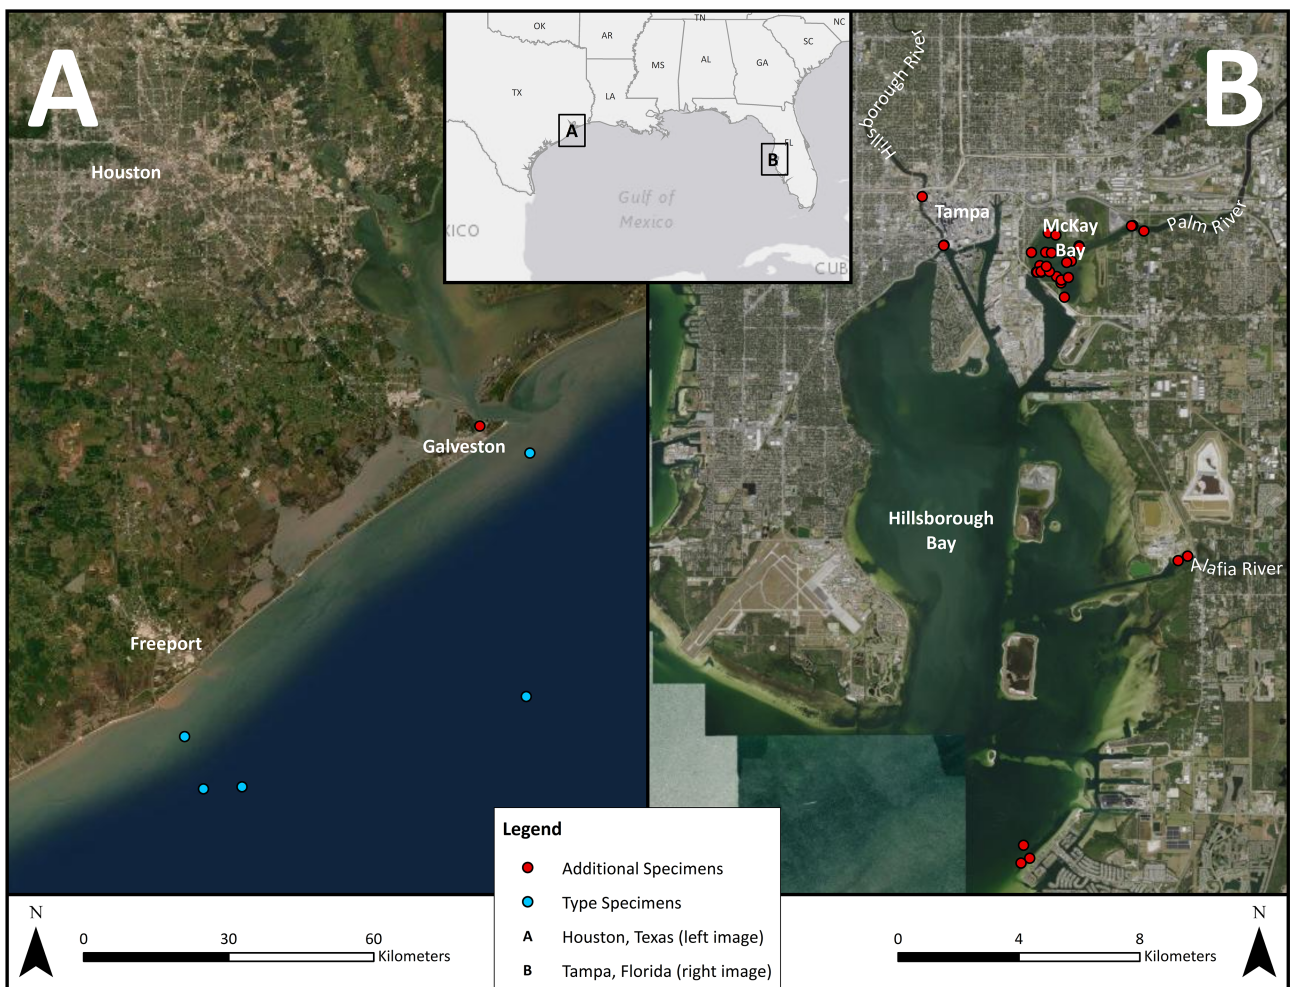 A
Houston
Galveston
Freeport
OK
AR
TN
NC
SC
MS
AL
GA
TX
LA
A
FL
B
Gulf of
Mexico
XICO
CUB
B
Hillsborough River
Tampa
McKay
Bay
Palm River
Hillsborough
Bay
Alafia River
Legend
Additional Specimens
Type Specimens
A Houston, Texas (left image)
B Tampa, Florida (right image)
N
0 30 60
Kilometers
N
0 4 8
Kilometers